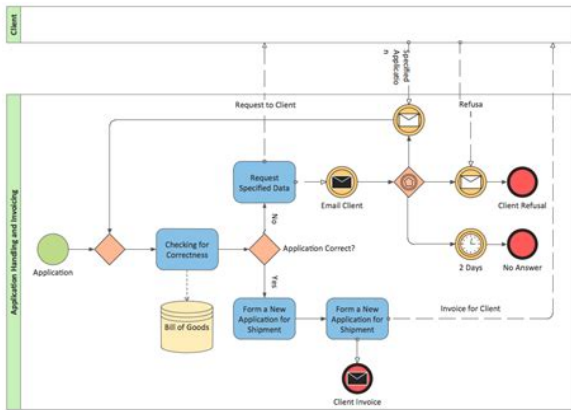 Client
Specified
Applicatio
n
Request to Client
Refusa
Application Handling and Invoicing
Request
Specified Data
Email Client
Client Refusal
No
Application
Checking for
Correctness
Application Correct?
2 Days
No Answer
Yes
Bill of Goods
Form a New
Application for
Shipment
Form a New
Application for
Shipment
Invoice for Client
Client Invoice